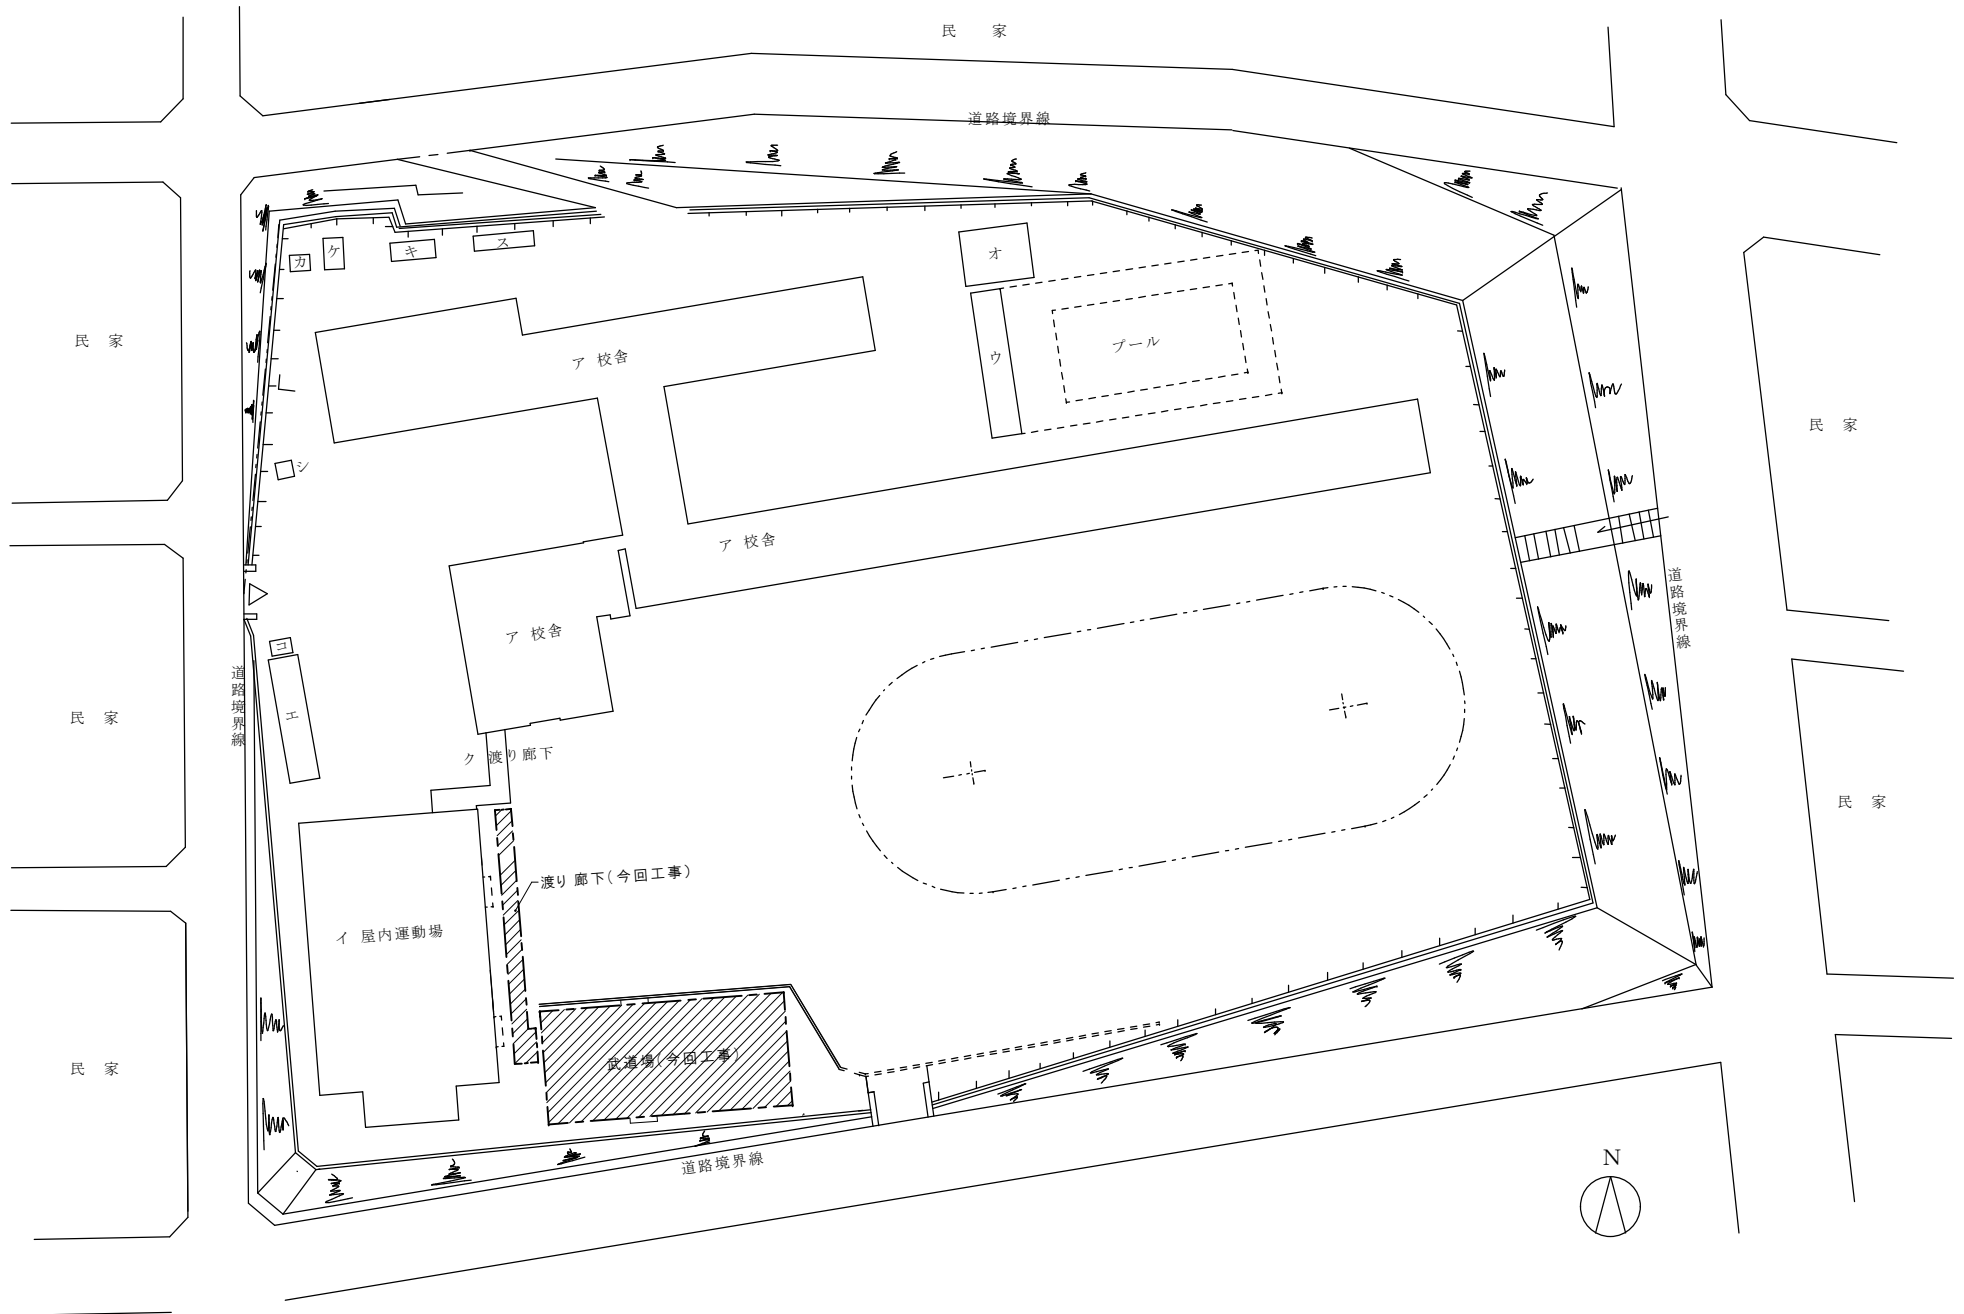 民　家
道路境界線
カ
ケ
キ
ス
オ
ウ
プール
ア 校舎
民　家
民　家
シ
ア 校舎
道路境界線
ア 校舎
コ
エ
道路境界線
民　家
ク 渡り廊下
民　家
渡り廊下(今回工事)
イ 屋内運動場
武道場(今回工事)
民　家
道路境界線
N